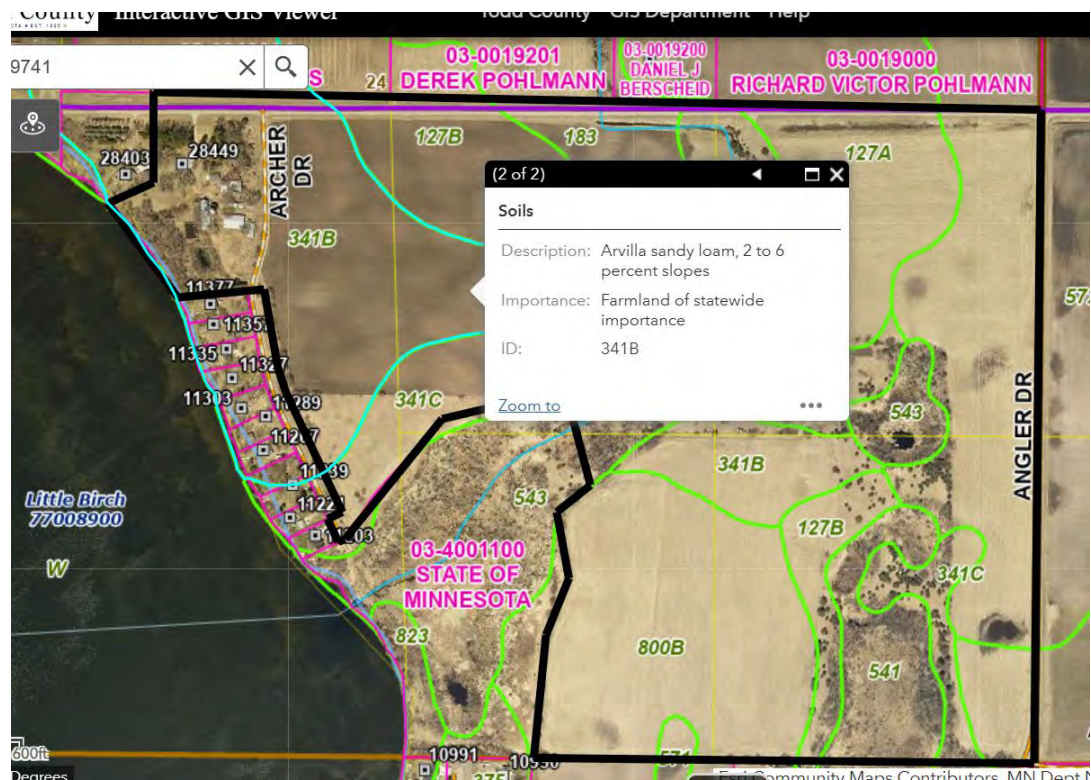 County Interactive GIS Viewer Todd County GIS Department Help
9741
24
03-0019201
DEREK POHLMANN
03-0019200
DANIEL J
BERSCHEID
03-0019000
RICHARD VICTOR POHLMANN
28403
28449
ARCHER
DR
127B
183
127A
341B
(2 of 2)
Soils
Description: Arvilla sandy loam, 2 to 6
percent slopes
Importance: Farmland of statewide
importance
ID: 341B
Zoom to
11377
11335
11327
11303
11289
11267
341C
543
341B
ANGLER DR
Little Birch
77008900
W
543
127B
03-4001100
STATE OF
MINNESOTA
341C
823
800B
541
600ft
10991
Degrees
Esri Community Maps Contributors, MN Dept N